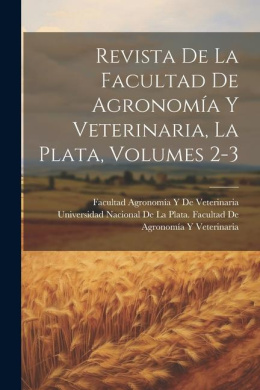 Revista De La
Facultad De
Agronomía Y
Veterinaria, La
Plata, Volumes 2-3
Facultad Agronomía Y De Veterinaria
Universidad Nacional De La Plata. Facultad De
Agronomía Y Veterinaria